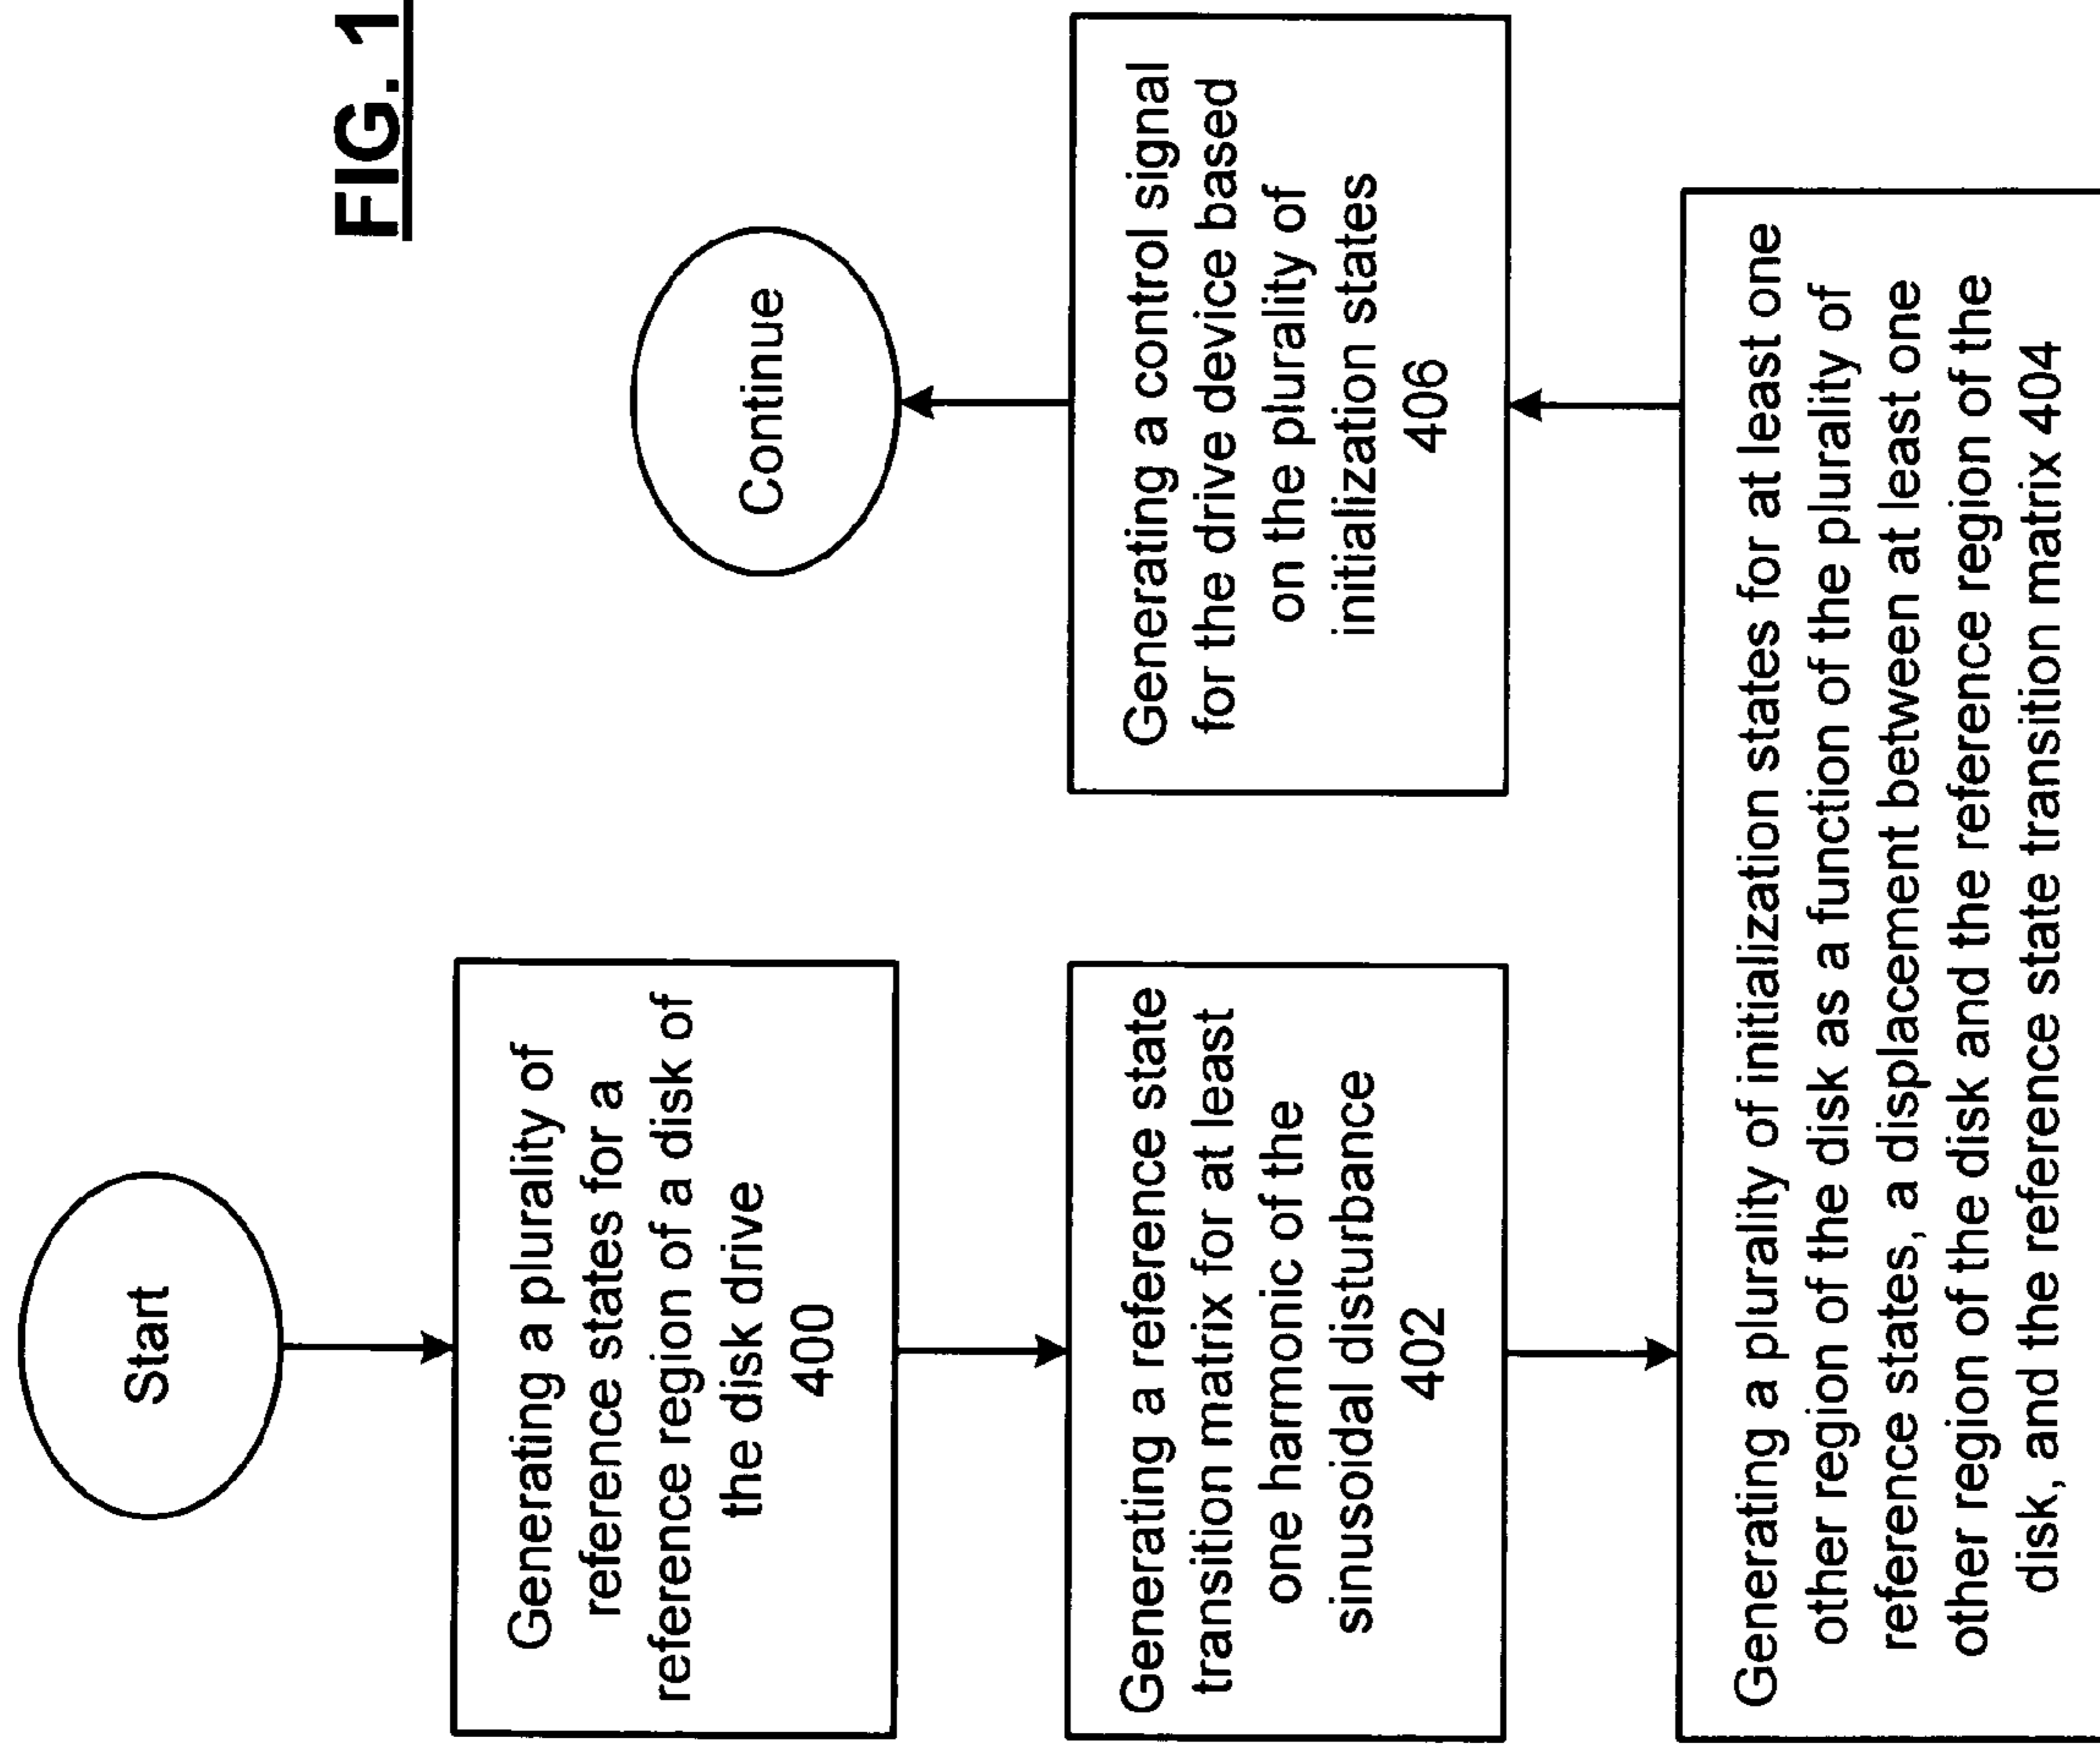 FIG. 1
Start
Generating a plurality of
reference states for a
reference region of a disk of
the disk drive
400
Generating a reference state
transition matrix for at least
one harmonic of the
sinusoidal disturbance
402
Generating a plurality of initialization states for at least one
other region of the disk as a function of the plurality of
reference states, a displacement between at least one
other region of the disk and the reference region of the
disk, and the reference state transition matrix 404
Generating a control signal
for the drive device based
on the plurality of
initialization states
406
Continue